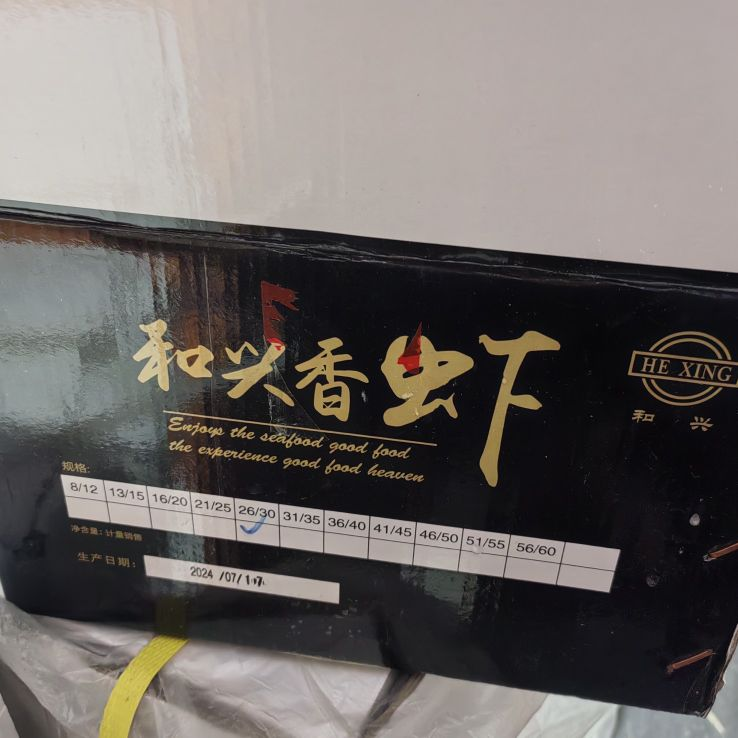 和兴香虾
HE XING
和兴
Enjoys the seafood good food
the experience good food heaven
规格:
8/12 13/15 16/20 21/25 26/30 31/35 36/40 41/45 46/50 51/55 56/60
净含量: 计量销售
生产日期:
2024 /07/